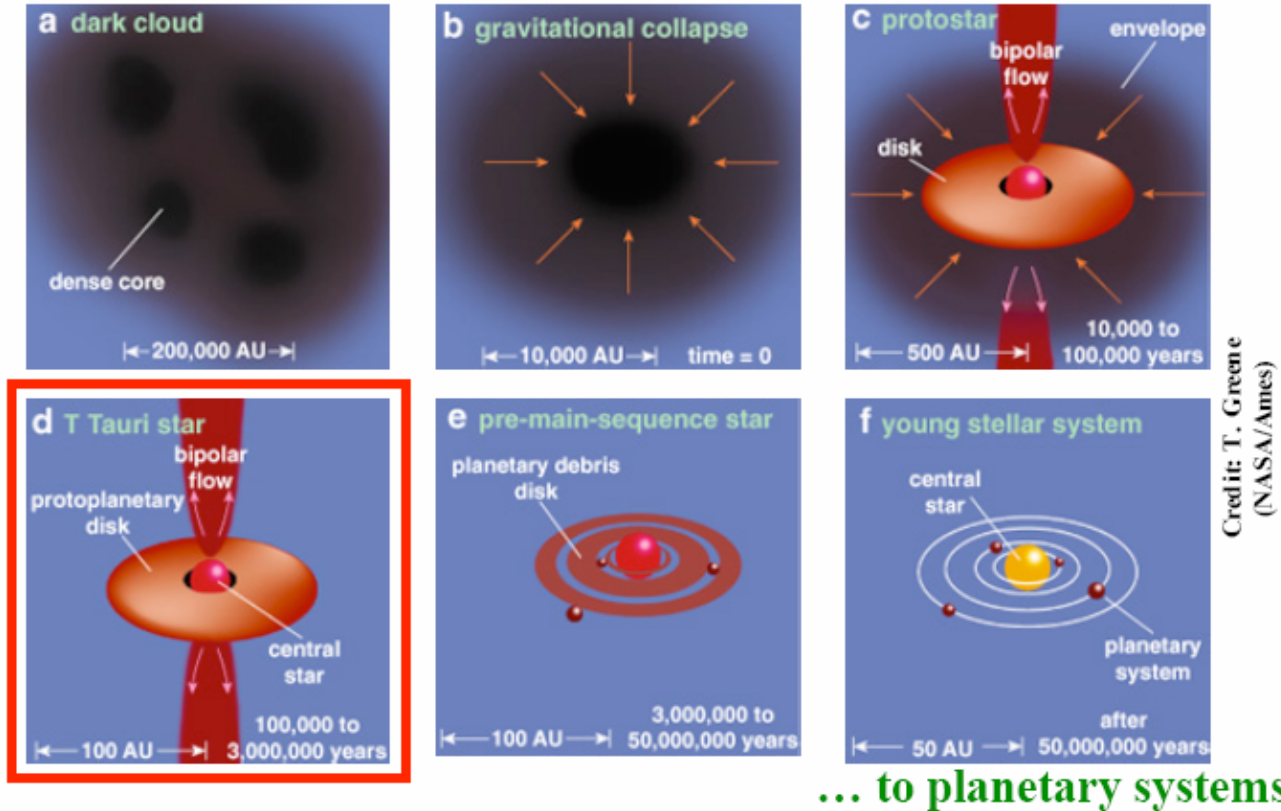 a dark cloud
dense core
200,000 AU
b gravitational collapse
10,000 AU
time = 0
c protostar
envelope
bipolar
flow
disk
500 AU
10,000 to
100,000 years
d T Tauri star
bipolar
flow
protoplanetary
disk
central
star
100 AU
100,000 to
3,000,000 years
e pre-main-sequence star
planetary debris
disk
100 AU
3,000,000 to
50,000,000 years
f young stellar system
central
star
planetary
system
50 AU
after
50,000,000 years
Credit: T. Greene
(NASA/Ames)
… to planetary systems